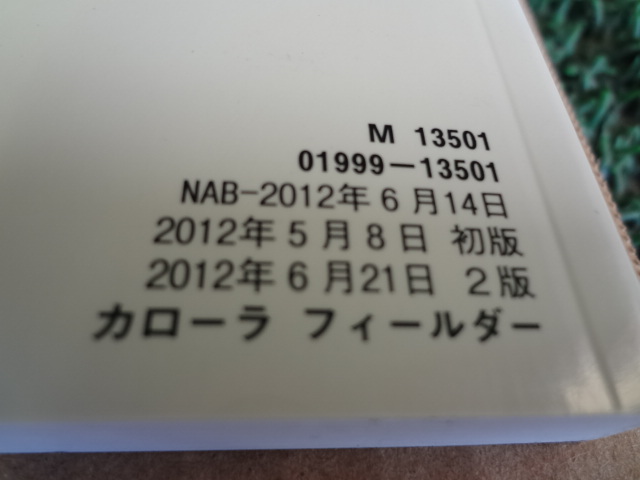 M 13501
01999-13501
NAB-2012年 6 月14日
2012年 5 月 8 日 初版
2012年 6 月21日 2 版
カローラ フィールダー